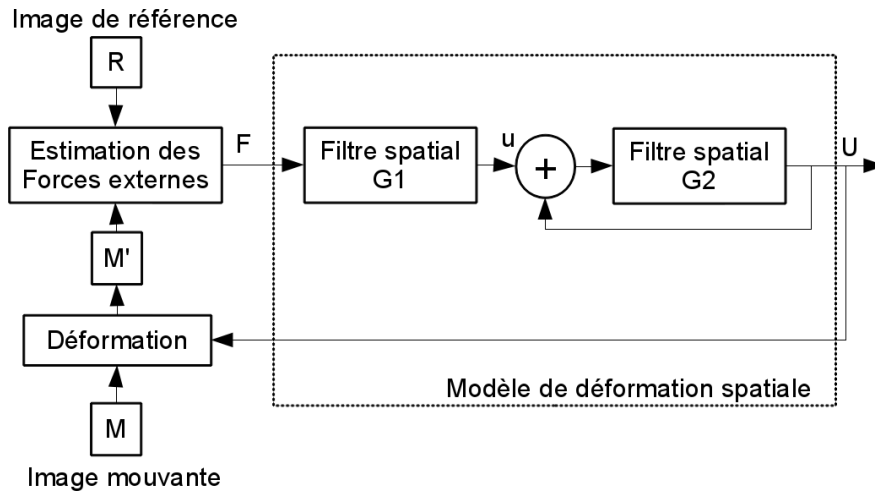 Image de référence
R
Estimation des
Forces externes
F
Filtre spatial
G1
u
+
Filtre spatial
G2
U
M'
Déformation
Modèle de déformation spatiale
M
Image mouvante